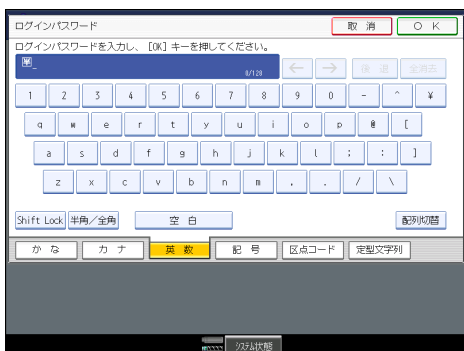 ログインパスワード 取 消 O K
ログインパスワードを入力し、[OK] キーを押してください。
半_
0/128 ← → 後 退 全消去
1 2 3 4 5 6 7 8 9 0 - ^ ¥
q w e r t y u i o p @ [
a s d f g h j k l ; : ]
z x c v b n m , . / \
Shift Lock 半角/全角 空 白 配列切替
か な カ ナ 英 数 記 号 区点コード 定型文字列
システム状態